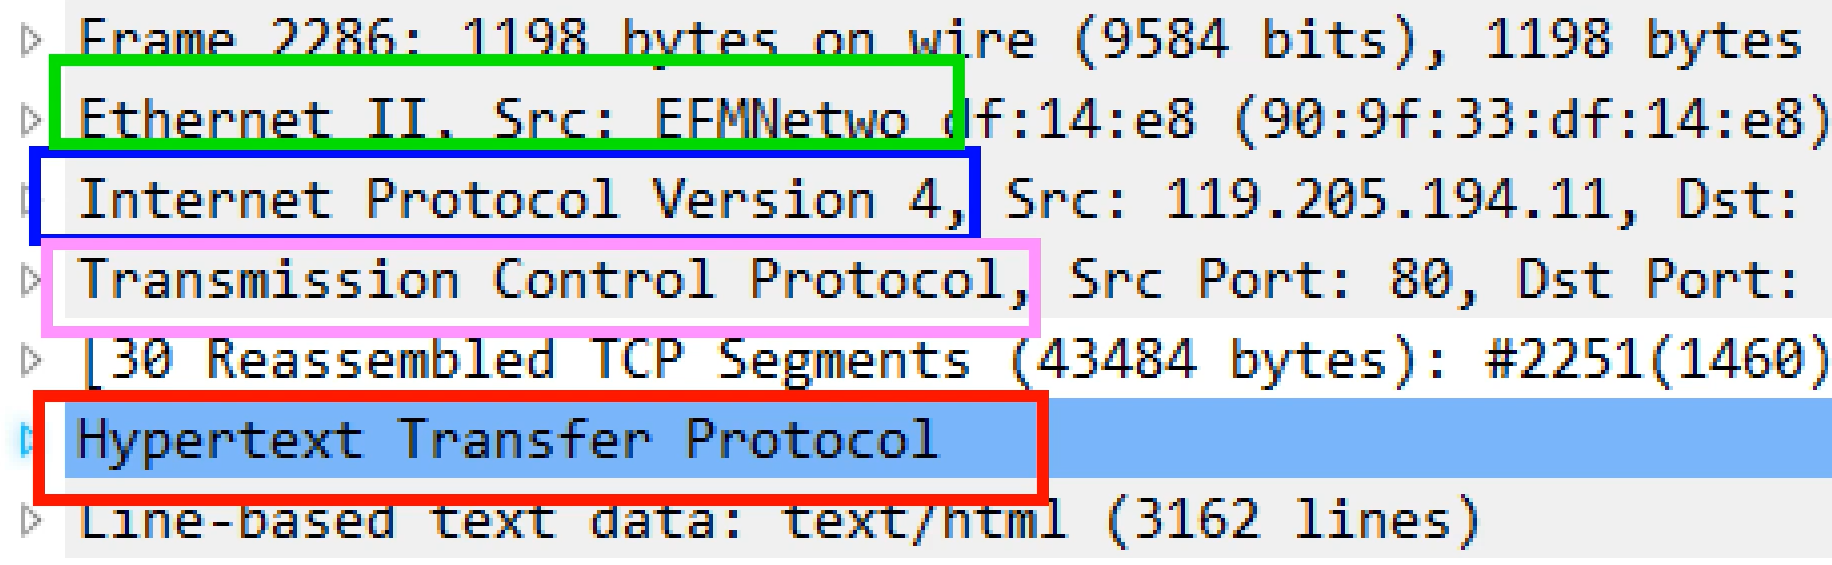 Frame 2286: 1198 bytes on wire (9584 bits), 1198 bytes
Ethernet II, Src: EFMNetwo_df:14:e8 (90:9f:33:df:14:e8)
Internet Protocol Version 4, Src: 119.205.194.11, Dst:
Transmission Control Protocol, Src Port: 80, Dst Port:
[30 Reassembled TCP Segments (43484 bytes): #2251(1460)
Hypertext Transfer Protocol
Line-based text data: text/html (3162 lines)